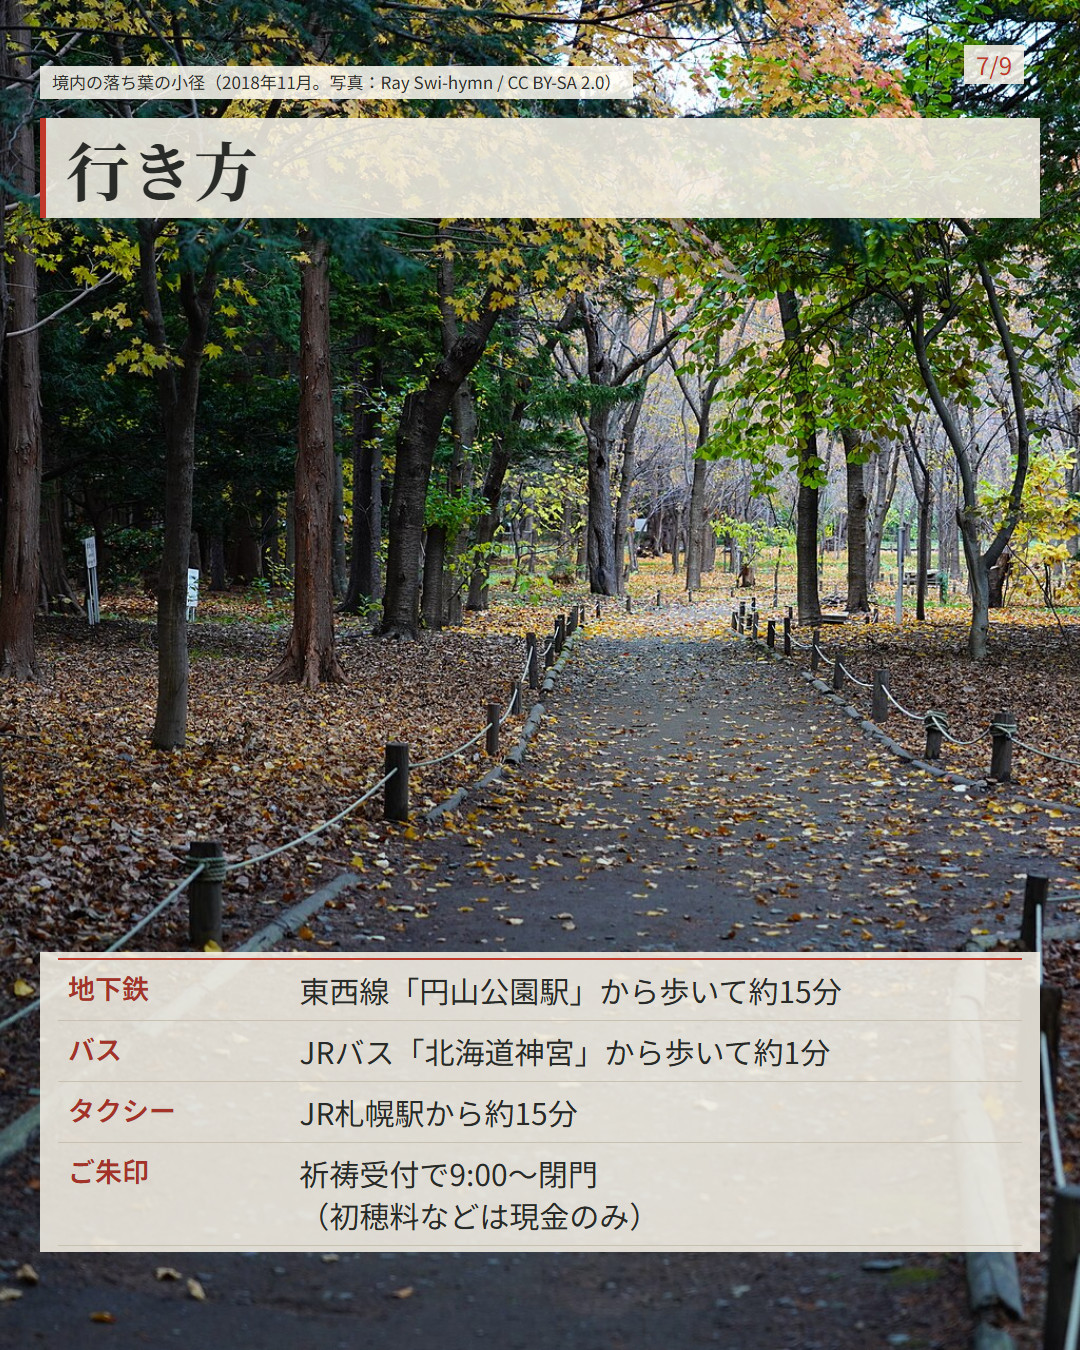 7/9
境内の落ち葉の小径（2018年11月。写真：Ray Swi-hymn / CC BY-SA 2.0）
行き方
地下鉄 東西線「円山公園駅」から歩いて約15分
バス JRバス「北海道神宮」から歩いて約1分
タクシー JR札幌駅から約15分
ご朱印 祈祷受付で9:00〜閉門
（初穂料などは現金のみ）